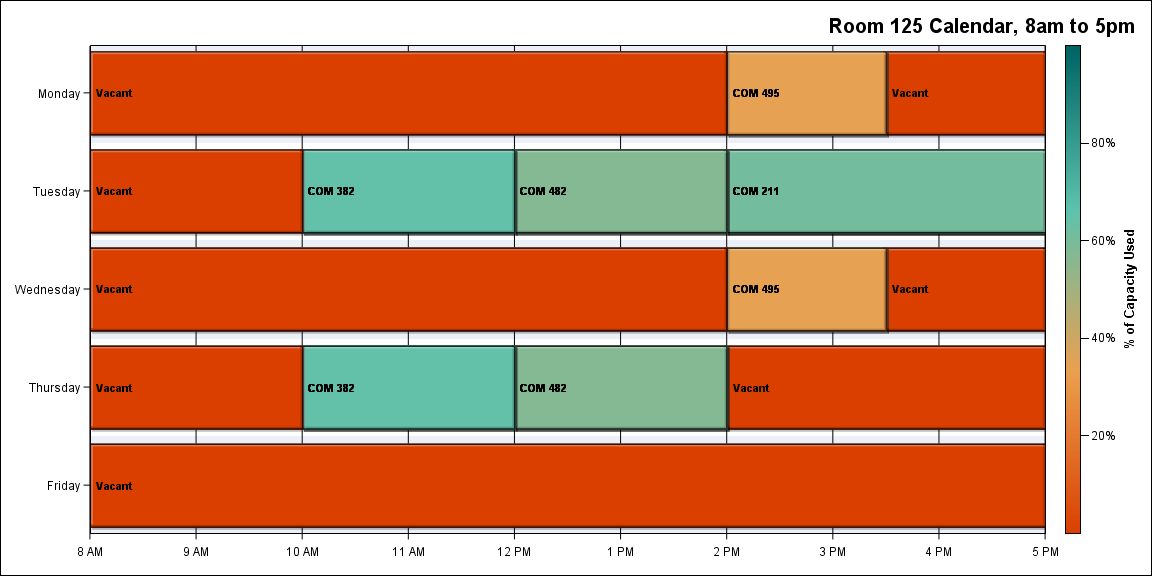 Room 125 Calendar, 8am to 5pm
Monday
Vacant
COM 495
Vacant
Tuesday
Vacant
COM 382
COM 482
COM 211
Wednesday
Vacant
COM 495
Vacant
Thursday
Vacant
COM 382
COM 482
Vacant
Friday
Vacant
8 AM
9 AM
10 AM
11 AM
12 PM
1 PM
2 PM
3 PM
4 PM
5 PM
80%
60%
40%
20%
% of Capacity Used